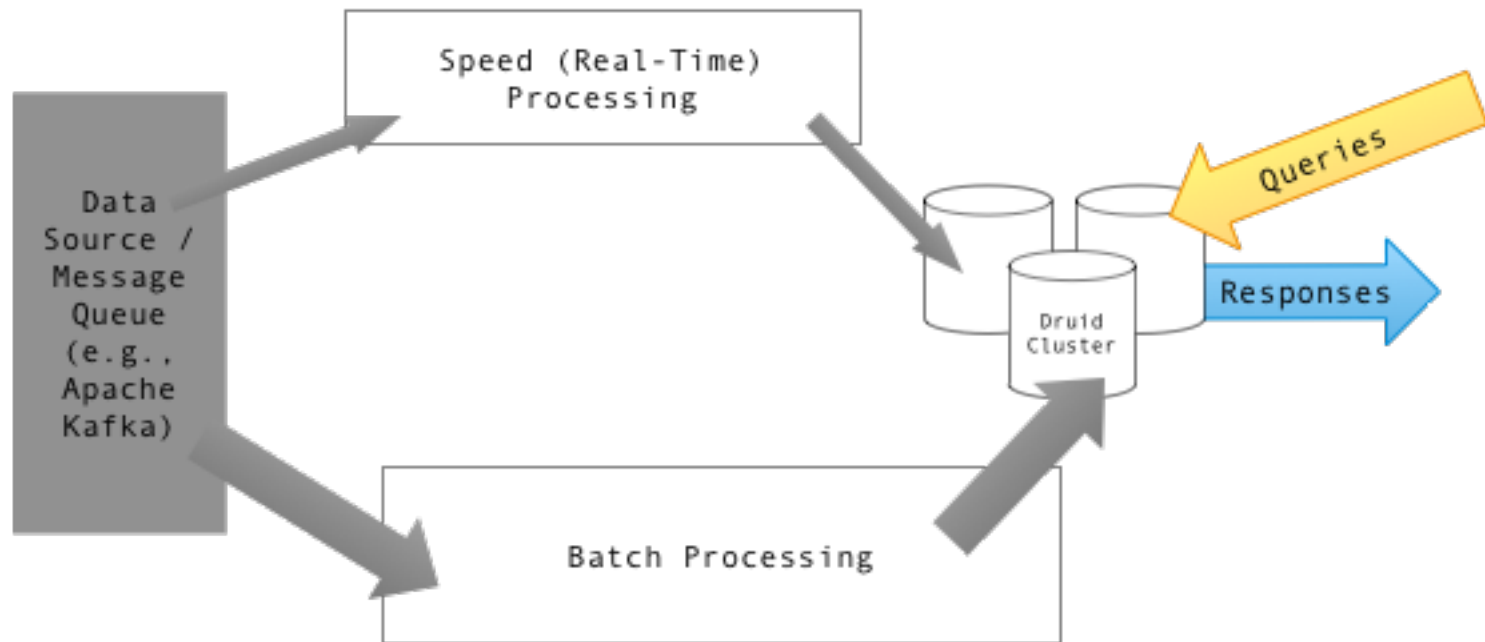 Speed (Real-Time)
Processing
Data
Source /
Message
Queue
(e.g.,
Apache
Kafka)
Queries
Responses
Druid
Cluster
Batch Processing